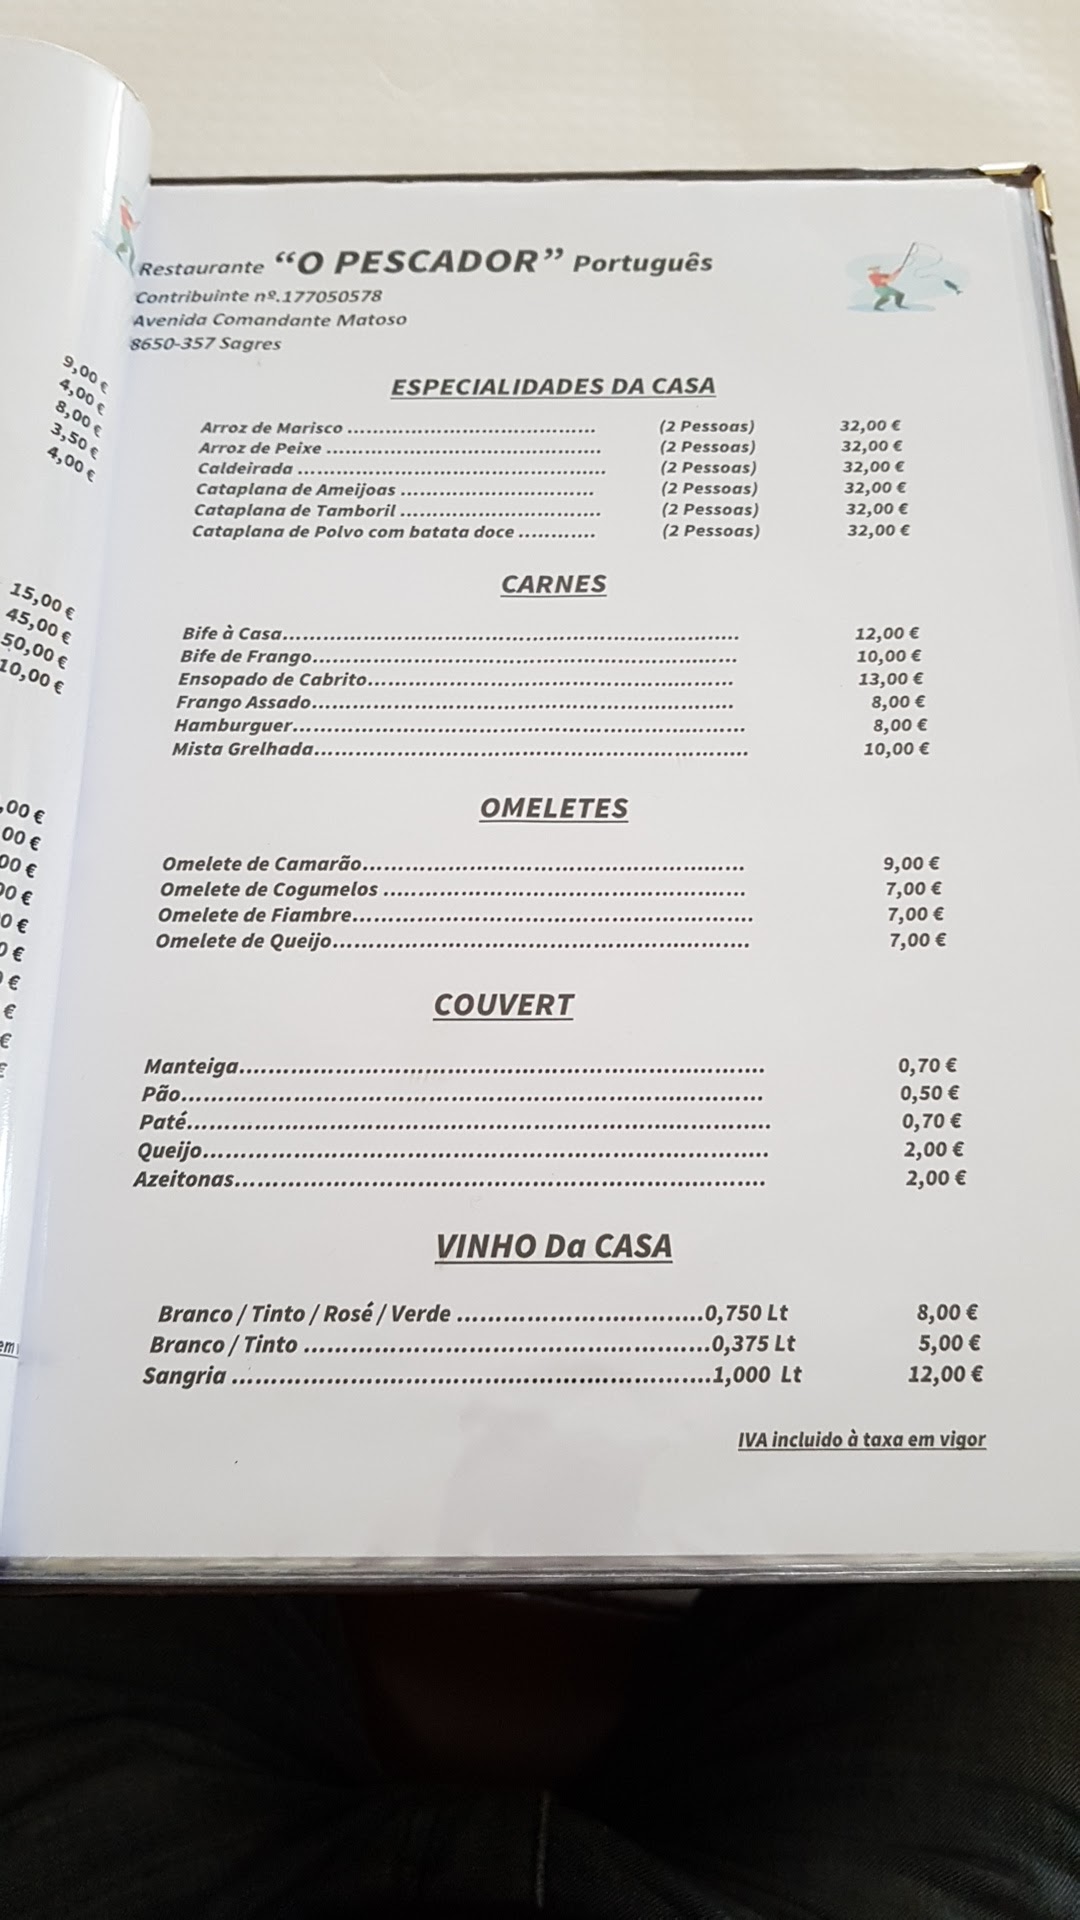 9,00 €
4,00 €
8,00 €
3,50 €
4,00 €
15,00 €
45,00 €
50,00 €
10,00 €
Restaurante “O PESCADOR” Português
Contribuinte nº.177050578
Avenida Comandante Matoso
8650-357 Sagres
ESPECIALIDADES DA CASA
Arroz de Marisco ..................................... (2 Pessoas) 32,00 €
Arroz de Peixe ......................................... (2 Pessoas) 32,00 €
Caldeirada .............................................. (2 Pessoas) 32,00 €
Cataplana de Ameijoas ............................. (2 Pessoas) 32,00 €
Cataplana de Tamboril .............................. (2 Pessoas) 32,00 €
Cataplana de Polvo com batata doce ............ (2 Pessoas) 32,00 €
CARNES
Bife à Casa.................................................................... 12,00 €
Bife de Frango............................................................... 10,00 €
Ensopado de Cabrito...................................................... 13,00 €
Frango Assado............................................................... 8,00 €
Hamburguer................................................................... 8,00 €
Mista Grelhada................................................................ 10,00 €
OMELETES
Omelete de Camarão........................................................ 9,00 €
Omelete de Cogumelos ..................................................... 7,00 €
Omelete de Fiambre.......................................................... 7,00 €
Omelete de Queijo............................................................ 7,00 €
COUVERT
Manteiga........................................................................ 0,70 €
Pão............................................................................... 0,50 €
Paté............................................................................... 0,70 €
Queijo............................................................................ 2,00 €
Azeitonas........................................................................ 2,00 €
VINHO Da CASA
Branco / Tinto / Rosé / Verde ................................0,750 Lt 8,00 €
Branco / Tinto .....................................................0,375 Lt 5,00 €
Sangria ..............................................................1,000 Lt 12,00 €
IVA incluido à taxa em vigor